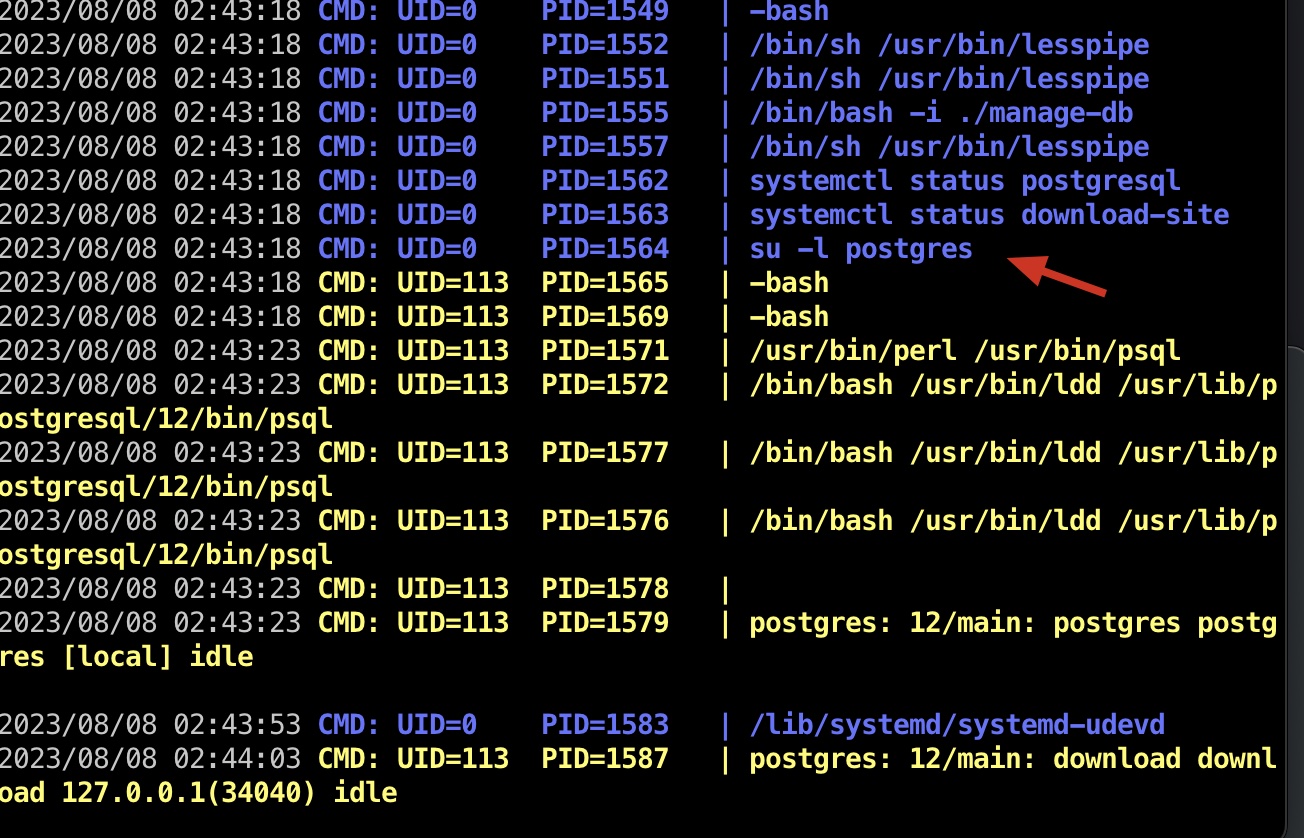 2023/08/08 02:43:18 CMD: UID=0    PID=1549   | -bash
2023/08/08 02:43:18 CMD: UID=0    PID=1552   | /bin/sh /usr/bin/lesspipe
2023/08/08 02:43:18 CMD: UID=0    PID=1551   | /bin/sh /usr/bin/lesspipe
2023/08/08 02:43:18 CMD: UID=0    PID=1555   | /bin/bash -i ./manage-db
2023/08/08 02:43:18 CMD: UID=0    PID=1557   | /bin/sh /usr/bin/lesspipe
2023/08/08 02:43:18 CMD: UID=0    PID=1562   | systemctl status postgresql
2023/08/08 02:43:18 CMD: UID=0    PID=1563   | systemctl status download-site
2023/08/08 02:43:18 CMD: UID=0    PID=1564   | su -l postgres
2023/08/08 02:43:18 CMD: UID=113  PID=1565   | -bash
2023/08/08 02:43:18 CMD: UID=113  PID=1569   | -bash
2023/08/08 02:43:23 CMD: UID=113  PID=1571   | /usr/bin/perl /usr/bin/psql
2023/08/08 02:43:23 CMD: UID=113  PID=1572   | /bin/bash /usr/bin/ldd /usr/lib/p
ostgresql/12/bin/psql
2023/08/08 02:43:23 CMD: UID=113  PID=1577   | /bin/bash /usr/bin/ldd /usr/lib/p
ostgresql/12/bin/psql
2023/08/08 02:43:23 CMD: UID=113  PID=1576   | /bin/bash /usr/bin/ldd /usr/lib/p
ostgresql/12/bin/psql
2023/08/08 02:43:23 CMD: UID=113  PID=1578   |
2023/08/08 02:43:23 CMD: UID=113  PID=1579   | postgres: 12/main: postgres postg
res [local] idle
2023/08/08 02:43:53 CMD: UID=0    PID=1583   | /lib/systemd/systemd-udevd
2023/08/08 02:44:03 CMD: UID=113  PID=1587   | postgres: 12/main: download downl
oad 127.0.0.1(34040) idle